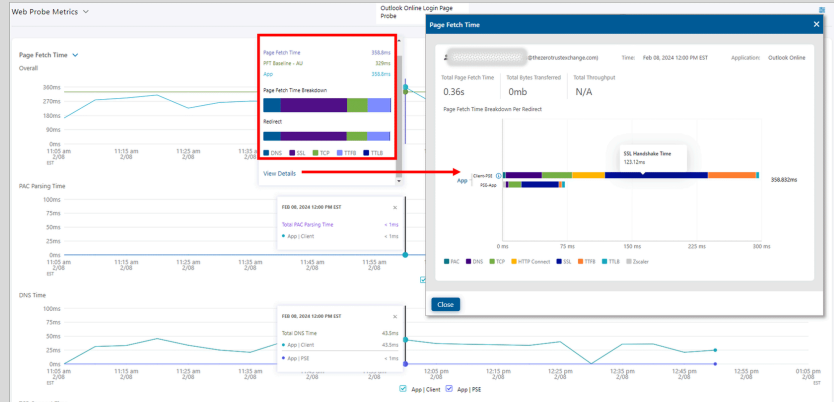 Web Probe Metrics
Outlook Online Login Page
Probe
Page Fetch Time
Overall
360ms
270ms
180ms
90ms
0ms
11:05 am
2/08
EST
11:15 am
2/08
11:25 am
2/08
11:35 am
2/08
Page Fetch Time 358.8ms
PFT Baseline - AU 329ms
App 358.8ms
Page Fetch Time Breakdown
Redirect
DNS SSL TCP TTFB TTLB
View Details
PAC Parsing Time
100ms
75ms
50ms
25ms
0ms
11:05 am
2/08
EST
11:15 am
2/08
11:25 am
2/08
11:35 am
2/08
11:45 am
2/08
11:55 am
2/08
FEB 08, 2024 12:00 PM EST
Total PAC Parsing Time < 1ms
App | Client < 1ms
DNS Time
100ms
75ms
50ms
25ms
0ms
11:05 am
2/08
EST
11:15 am
2/08
11:25 am
2/08
11:35 am
2/08
11:45 am
2/08
11:55 am
2/08
12:05 pm
2/08
12:15 pm
2/08
12:25 pm
2/08
12:35 pm
2/08
12:45 pm
2/08
12:55 pm
2/08
01:05 pm
2/08
EST
FEB 08, 2024 12:00 PM EST
Total DNS Time 43.5ms
App | Client 43.5ms
App | PSE < 1ms
App | Client App | PSE
Page Fetch Time
@thezerotrustexchange.com) Time: Feb 08, 2024 12:00 PM EST Application: Outlook Online
Total Page Fetch Time Total Bytes Transferred Total Throughput
0.36s 0mb N/A
Page Fetch Time Breakdown Per Redirect
SSL Handshake Time
123.12ms
App
Client-PSE
PSE-App
358.832ms
0 ms 75 ms 150 ms 225 ms 300 ms
PAC DNS TCP HTTP Connect SSL TTFB TTLB Zscaler
Close